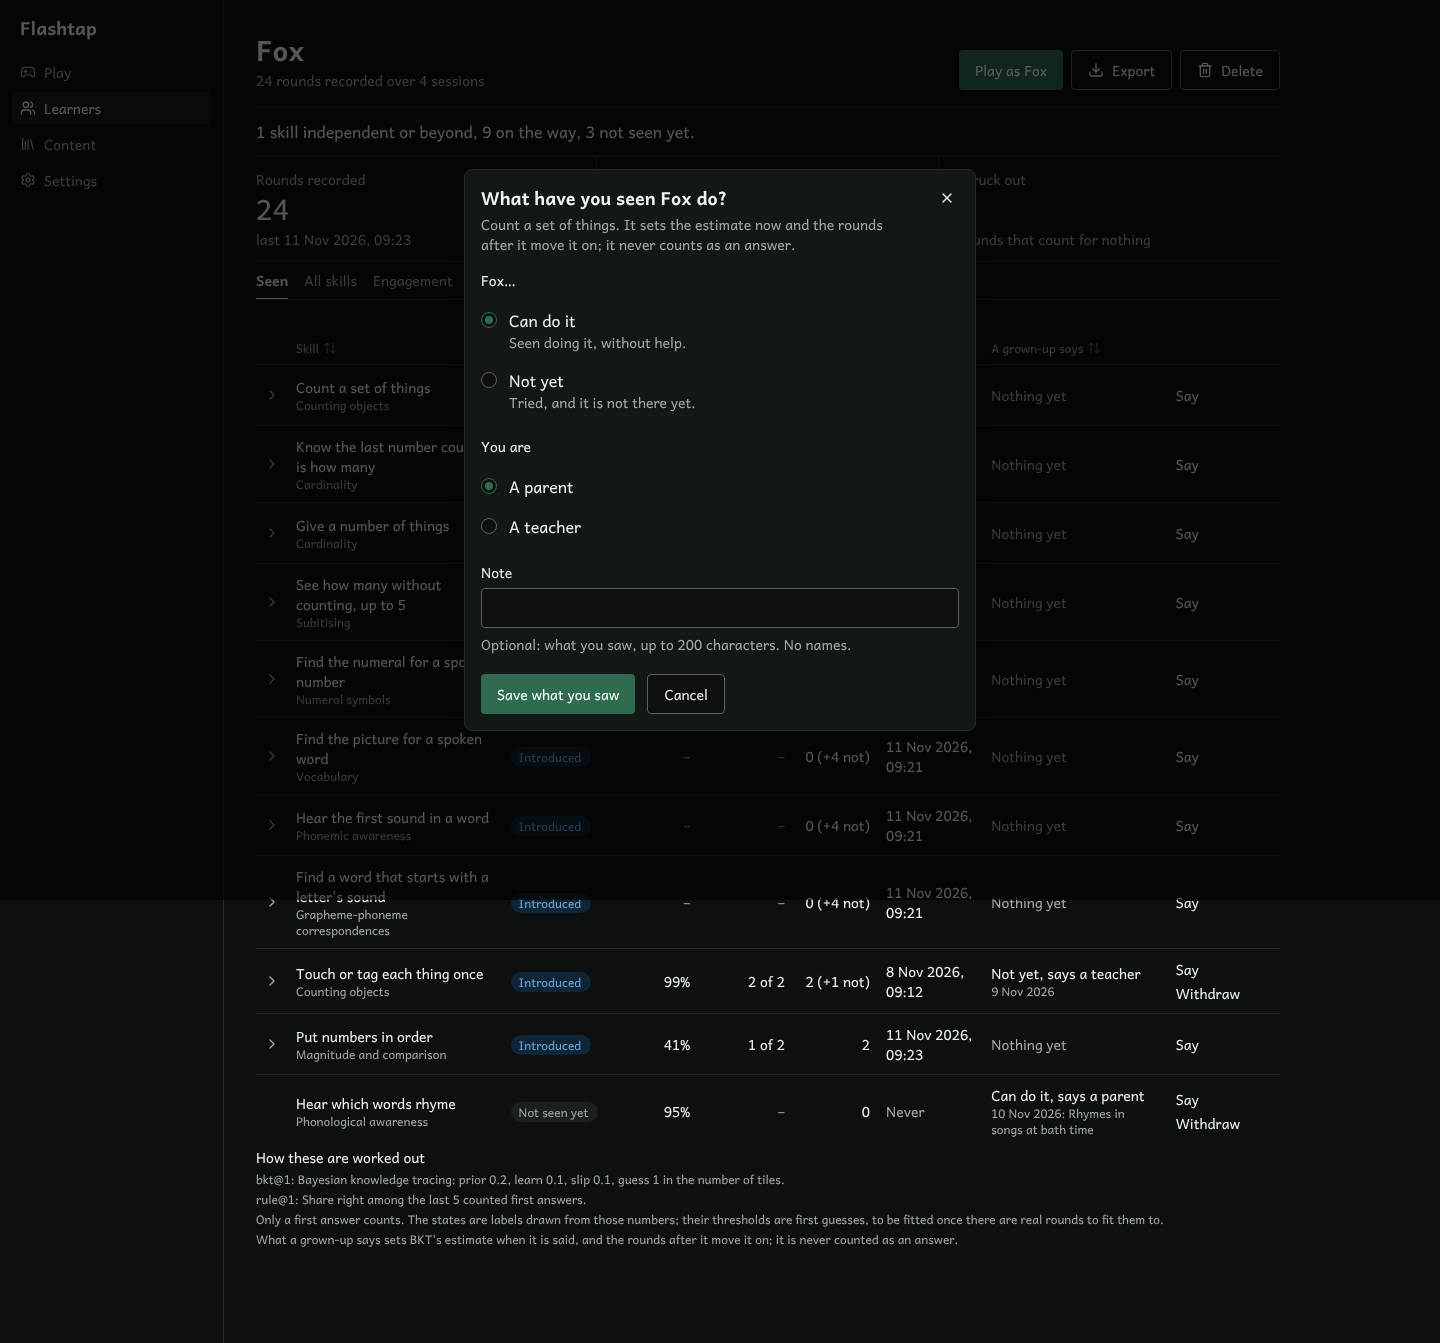 Flashtap
Play
Learners
Content
Settings
Fox
24 rounds recorded over 4 sessions
Play as Fox
Export
Delete
1 skill independent or beyond, 9 on the way, 3 not seen yet.
Rounds recorded
24
last 11 Nov 2026, 09:23
ruck out
unds that count for nothing
Seen
All skills
Engagement
What have you seen Fox do?
Count a set of things. It sets the estimate now and the rounds
after it move it on; it never counts as an answer.
Fox...
Can do it
Seen doing it, without help.
Not yet
Tried, and it is not there yet.
You are
A parent
A teacher
Note
Optional: what you saw, up to 200 characters. No names.
Save what you saw
Cancel
Skill
A grown-up says
Count a set of things
Counting objects
Nothing yet
Say
Know the last number cou
is how many
Cardinality
Nothing yet
Say
Give a number of things
Cardinality
Nothing yet
Say
See how many without
counting, up to 5
Subitising
Nothing yet
Say
Find the numeral for a spo
number
Numeral symbols
Nothing yet
Say
Find the picture for a spoken
word
Vocabulary
Introduced
–
–
0 (+4 not)
11 Nov 2026,
09:21
Nothing yet
Say
Hear the first sound in a word
Phonemic awareness
Introduced
–
–
0 (+4 not)
11 Nov 2026,
09:21
Nothing yet
Say
Find a word that starts with a
letter's sound
Grapheme-phoneme
correspondences
Introduced
–
–
0 (+4 not)
11 Nov 2026,
09:21
Nothing yet
Say
Touch or tag each thing once
Counting objects
Introduced
99%
2 of 2
2 (+1 not)
8 Nov 2026,
09:12
Not yet, says a teacher
9 Nov 2026
Say
Withdraw
Put numbers in order
Magnitude and comparison
Introduced
41%
1 of 2
2
11 Nov 2026,
09:23
Nothing yet
Say
Hear which words rhyme
Phonological awareness
Not seen yet
95%
–
0
Never
Can do it, says a parent
10 Nov 2026: Rhymes in
songs at bath time
Say
Withdraw
How these are worked out
bkt@1: Bayesian knowledge tracing: prior 0.2, learn 0.1, slip 0.1, guess 1 in the number of tiles.
rule@1: Share right among the last 5 counted first answers.
Only a first answer counts. The states are labels drawn from those numbers; their thresholds are first guesses, to be fitted once there are real rounds to fit them to.
What a grown-up says sets BKT's estimate when it is said, and the rounds after it move it on; it is never counted as an answer.